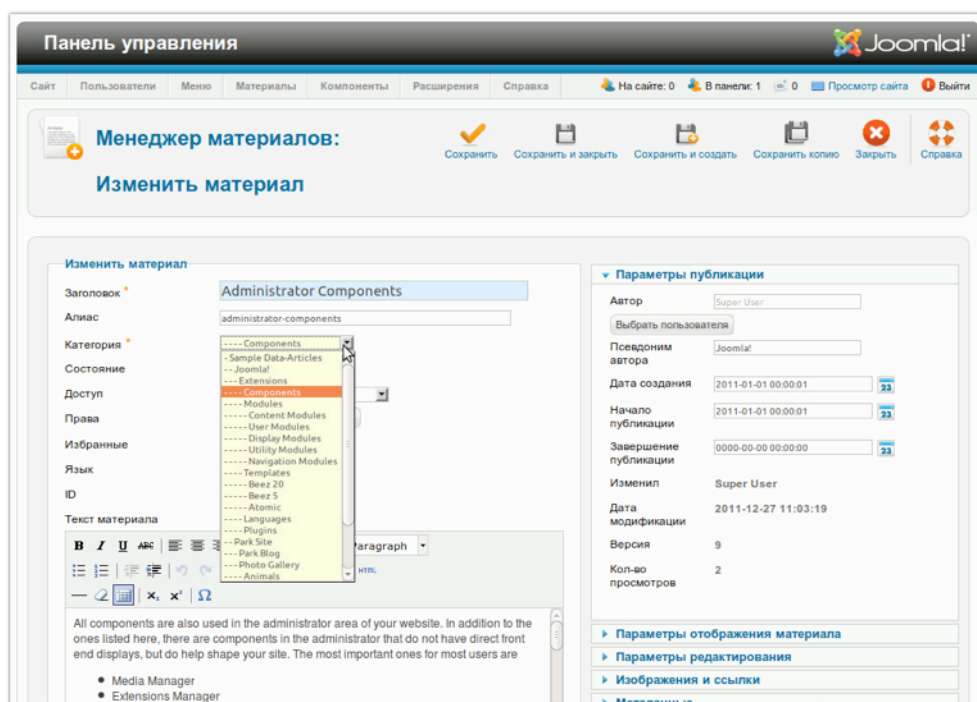 Панель управления
Joomla!
Сайт Пользователи Меню Материалы Компоненты Расширения Справка На сайте: 0 В панели: 1 0 Просмотр сайта Выйти
Менеджер материалов:
Изменить материал
Сохранить Сохранить и закрыть Сохранить и создать Сохранить копию Закрыть Справка
Изменить материал
Заголовок * Administrator Components
Алиас administrator-components
Категория * ----Components
-Sample Data-Articles
--Joomla!
---Extensions
----Components
----Modules
-----Content Modules
-----User Modules
-----Display Modules
-----Utility Modules
-----Navigation Modules
----Templates
-----Beez 20
-----Beez 5
-----Atomic
----Languages
----Plugins
--Park Site
---Park Blog
---Photo Gallery
----Animals
Состояние
Доступ
Права
Избранные
Язык
ID
Текст материала
B I U ABC Paragraph
HTML
x, x² Ω
All components are also used in the administrator area of your website. In addition to the
ones listed here, there are components in the administrator that do not have direct front
end displays, but do help shape your site. The most important ones for most users are
• Media Manager
• Extensions Manager
Параметры публикации
Автор Super User
Выбрать пользователя
Псевдоним автора Joomla!
Дата создания 2011-01-01 00:00:01 23
Начало публикации 2011-01-01 00:00:01 23
Завершение публикации 0000-00-00 00:00:00 23
Изменил Super User
Дата модификации 2011-12-27 11:03:19
Версия 9
Кол-во просмотров 2
Параметры отображения материала
Параметры редактирования
Изображения и ссылки